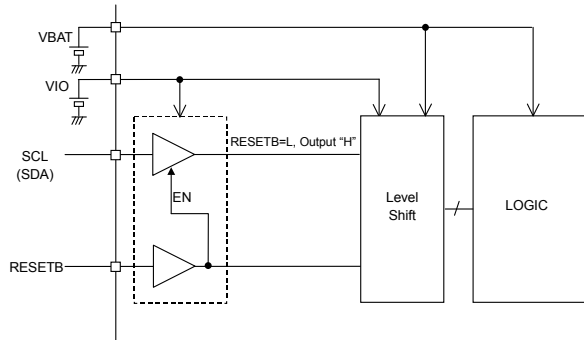 VBAT
VIO
SCL
(SDA)
RESETB=L, Output “H”
EN
Level
Shift
LOGIC
RESETB